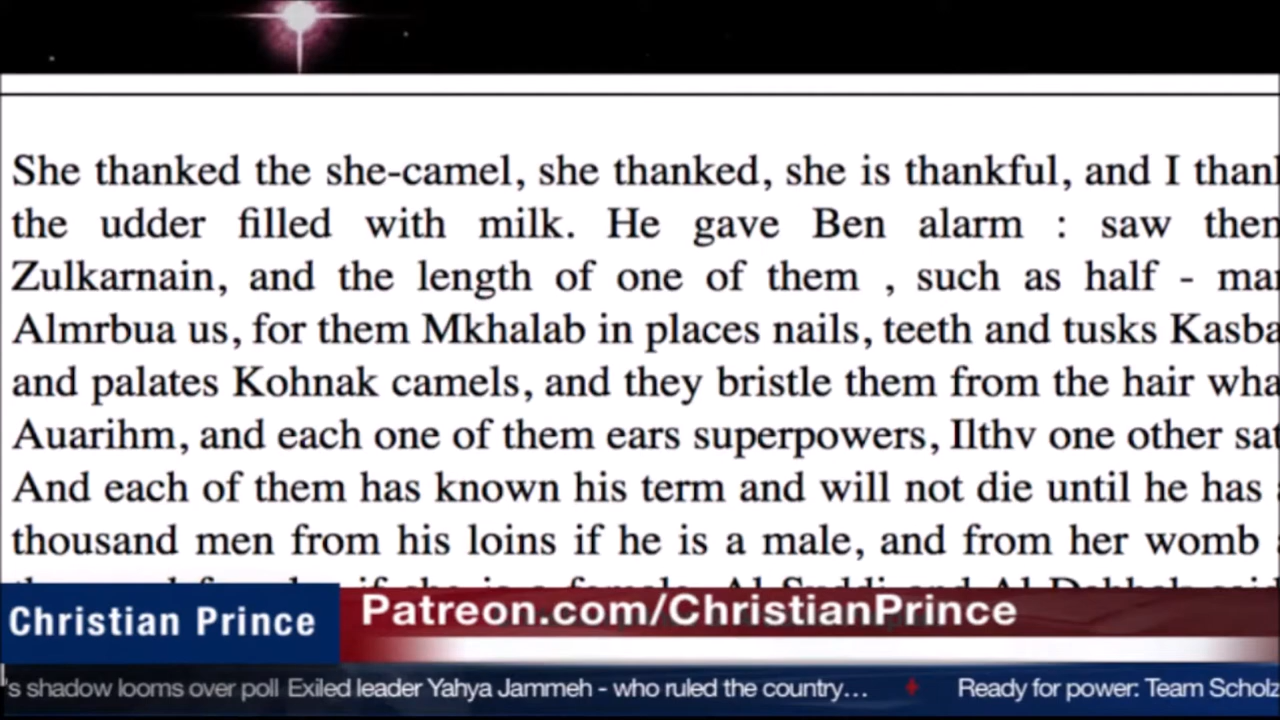 She thanked the she-camel, she thanked, she is thankful, and I
the udder filled with milk. He gave Ben alarm : saw
Zulkarnain, and the length of one of them , such as half -
Almrbua us, for them Mkhalab in places nails, teeth and tusks
and palates Kohnak camels, and they bristle them from the hair
Auarihm, and each one of them ears superpowers, Ilthv one other
And each of them has known his term and will not die until he has
thousand men from his loins if he is a male, and from her womb
Christian Prince
Patreon.com/ChristianPrince
's shadow looms over poll Exiled leader Yahya Jammeh - who ruled the country… Ready for power: Team Scholz